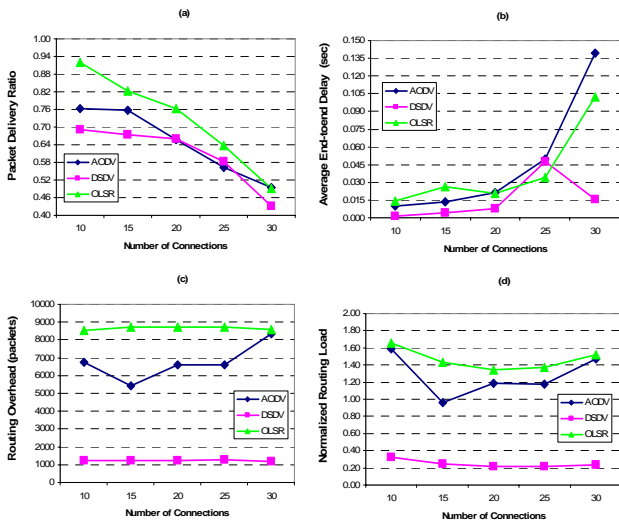 (a)
Packet Delivery Ratio
1.00
0.94
0.88
0.82
0.76
0.70
0.64
0.58
0.52
0.46
0.40
AODV
DSDV
OLSR
10 15 20 25 30
Number of Connections
(b)
Average End-toend Delay (sec)
0.150
0.135
0.120
0.105
0.090
0.075
0.060
0.045
0.030
0.015
0.000
AODV
DSDV
OLSR
10 15 20 25 30
Number of Connections
(c)
Routing Overhead (packets)
10000
9000
8000
7000
6000
5000
4000
3000
2000
1000
0
AODV
DSDV
OLSR
10 15 20 25 30
Number of Connections
(d)
Normalized Routing Load
2.00
1.80
1.60
1.40
1.20
1.00
0.80
0.60
0.40
0.20
0.00
AODV
DSDV
OLSR
10 15 20 25 30
Number of Connections